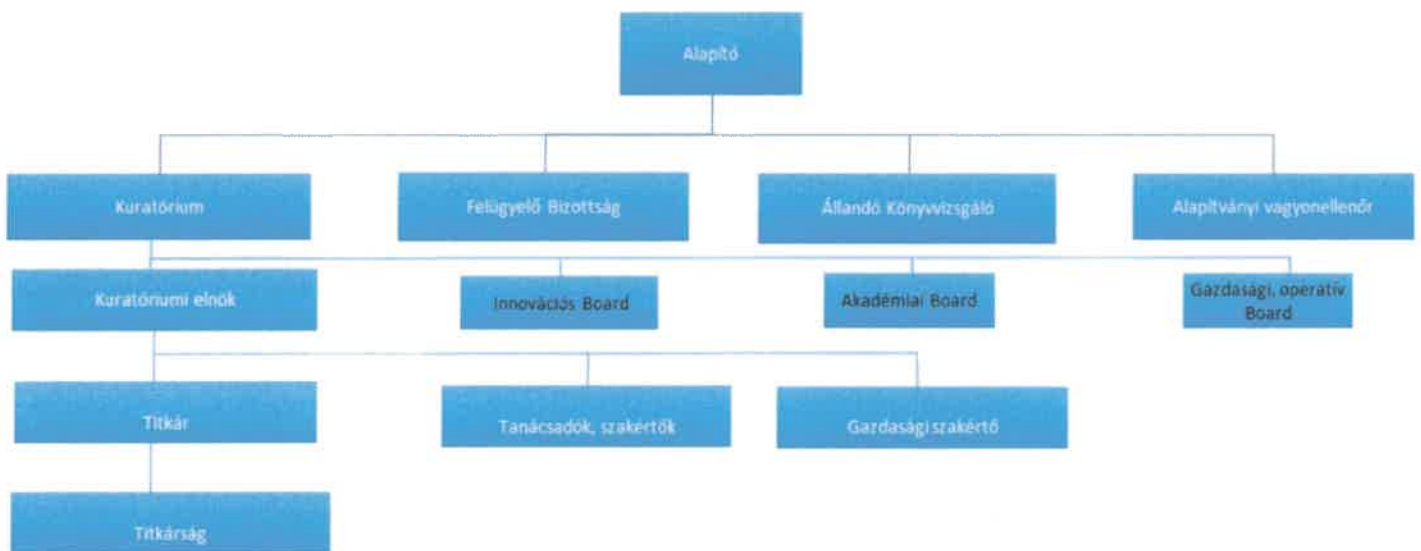 Alapító
Kuratórium
Felügyelő Bizottság
Állandó Könyvvizsgáló
Alapítványi vagyonellenőr
Kuratóriumi elnök
Innovációs Board
Akadémiai Board
Gazdasági, operatív
Board
Titkár
Tanácsadók, szakértők
Gazdasági szakértő
Titkárság